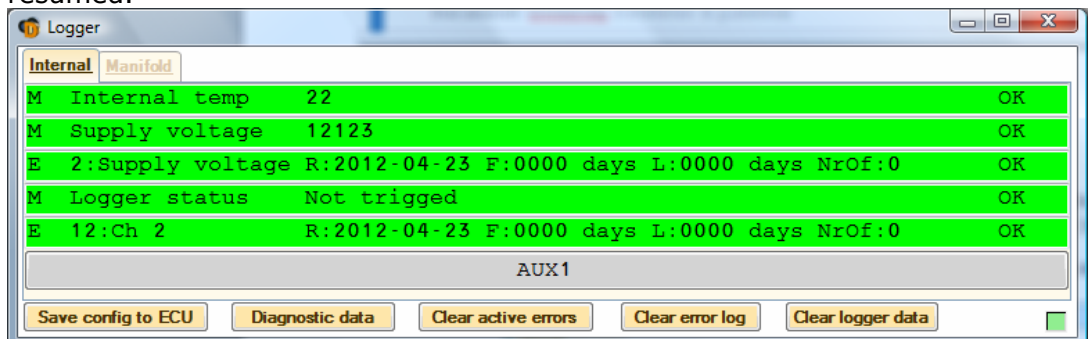 resumed.
Logger
Internal Manifold
M Internal temp 22 OK
M Supply voltage 12123 OK
E 2:Supply voltage R:2012-04-23 F:0000 days L:0000 days NrOf:0 OK
M Logger status Not trigged OK
E 12:Ch 2 R:2012-04-23 F:0000 days L:0000 days NrOf:0 OK
AUX1
Save config to ECU Diagnostic data Clear active errors Clear error log Clear logger data